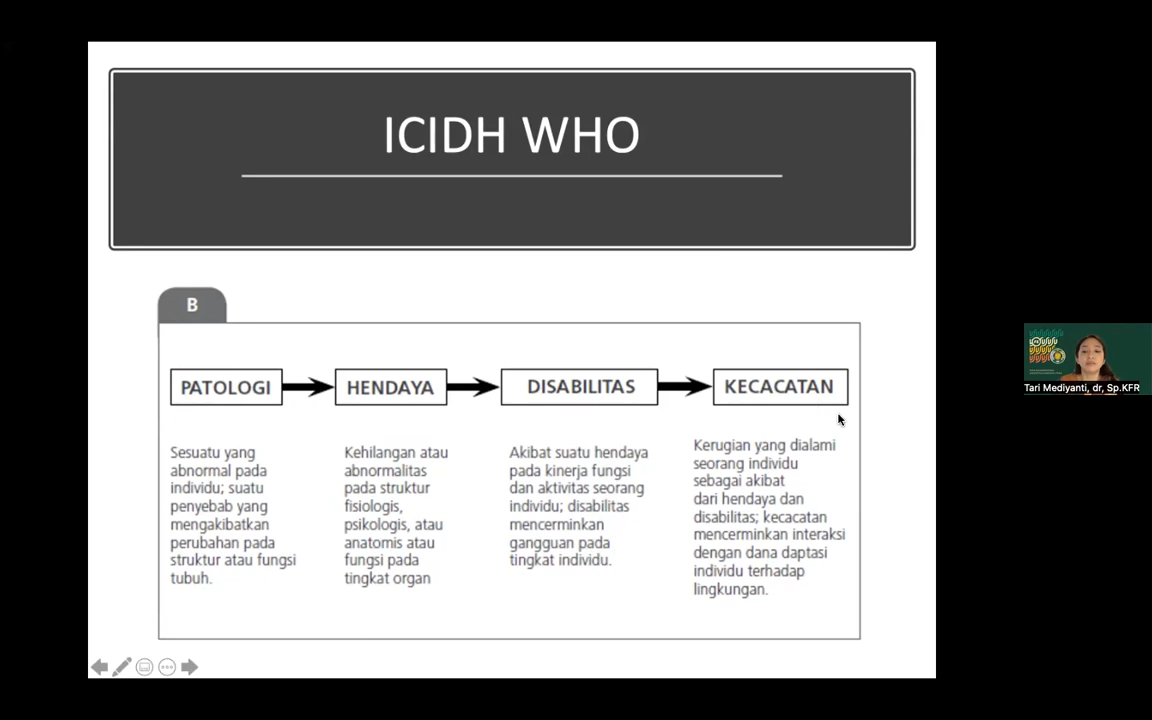 ICIDH WHO
B
PATOLOGI
HENDAYA
DISABILITAS
KECACATAN
Sesuatu yang
abnormal pada
individu; suatu
penyebab yang
mengakibatkan
perubahan pada
struktur atau fungsi
tubuh.
Kehilangan atau
abnormalitas
pada struktur
fisiologis,
psikologis, atau
anatomis atau
fungsi pada
tingkat organ
Akibat suatu hendaya
pada kinerja fungsi
dan aktivitas seorang
individu; disabilitas
mencerminkan
gangguan pada
tingkat individu.
Kerugian yang dialami
seorang individu
sebagai akibat
dari hendaya dan
disabilitas; kecacatan
mencerminkan interaksi
dengan dana daptasi
individu terhadap
lingkungan.
Tari Mediyanti, dr, Sp.KFR